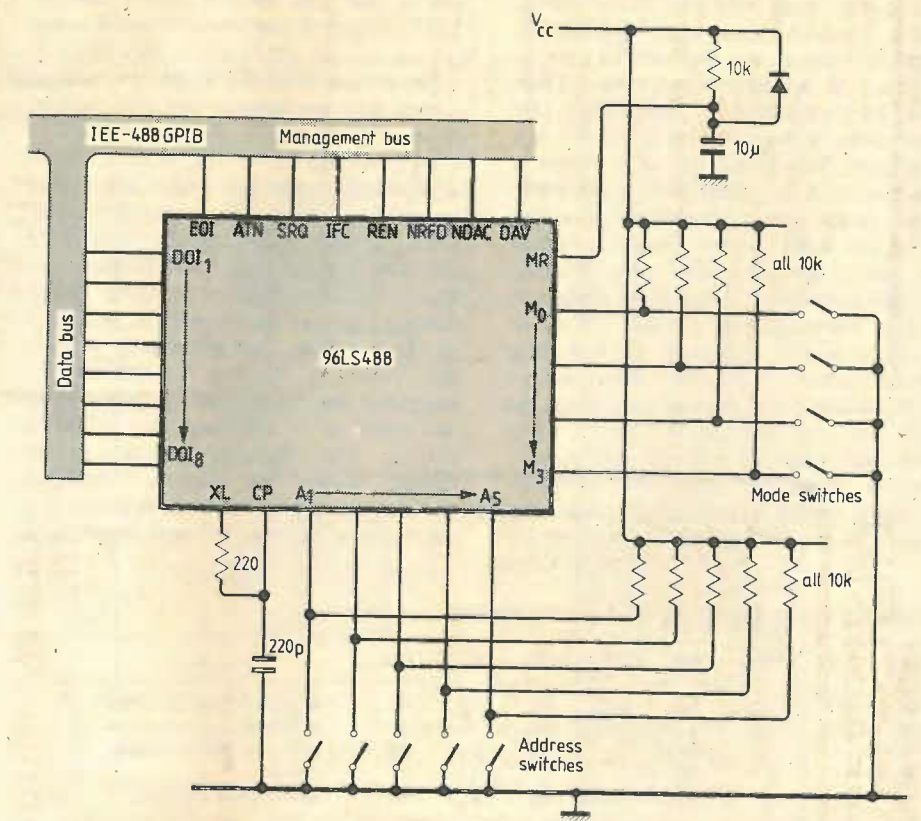 VCC
10k
10μ
IEE-488 GPIB
Management bus
EOI ATN SRQ IFC REN NRFD NDAC DAV
DOI1
MR
M0
all 10k
Data bus
96LS488
DOI8
M3
Mode switches
XL CP A1 A5
220
all 10k
220p
Address
switches